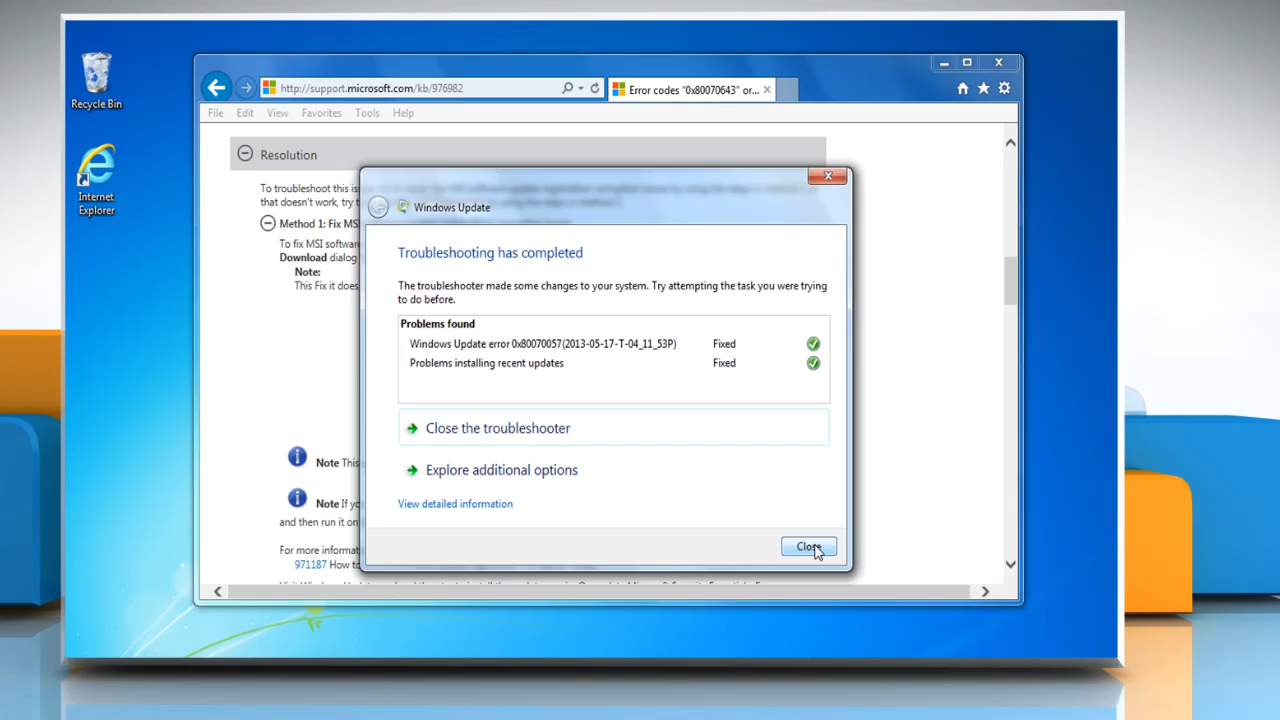 Recycle Bin
Internet
Explorer
http://support.microsoft.com/kb/976982
Error codes "0x80070643" or...
File Edit View Favorites Tools Help
Resolution
To troubleshoot this
that doesn't work, try t
Method 1: Fix MSI
To fix MSI software
Download dialog
Note:
This Fix it does
Note This
Note If yo
and then run it on
For more informat
971187 How to
Windows Update
Troubleshooting has completed
The troubleshooter made some changes to your system. Try attempting the task you were trying
to do before.
Problems found
Windows Update error 0x80070057(2013-05-17-T-04_11_53P) Fixed
Problems installing recent updates Fixed
Close the troubleshooter
Explore additional options
View detailed information
Close